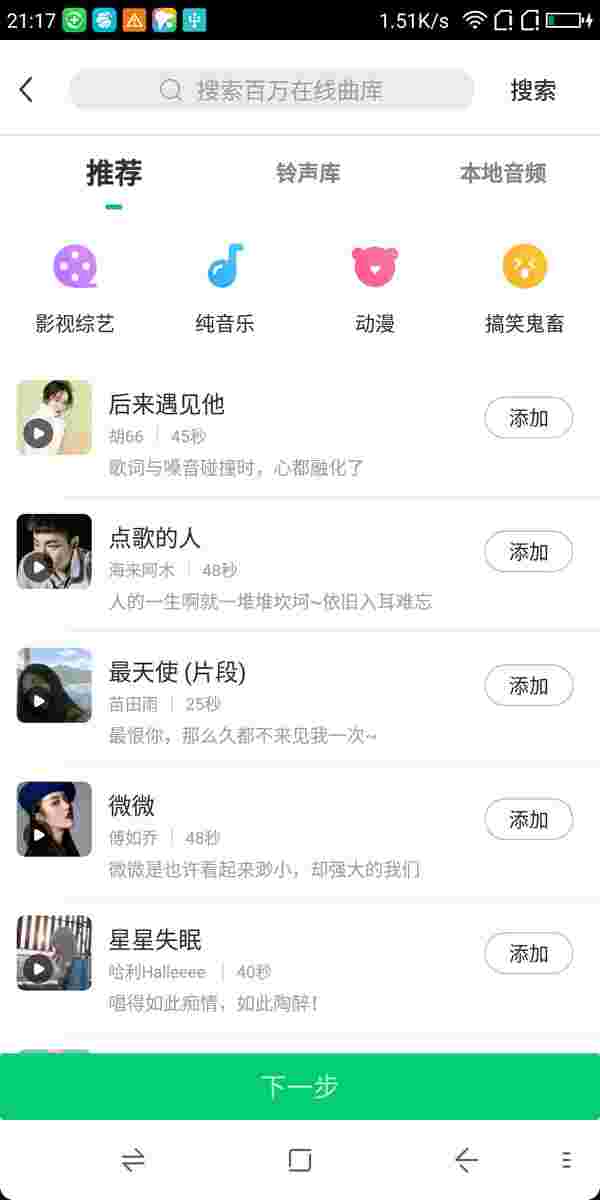 21:17
1.51K/s
搜索百万在线曲库
搜索
推荐
铃声库
本地音频
影视综艺
纯音乐
动漫
搞笑鬼畜
后来遇见他
胡66 | 45秒
添加
歌词与嗓音碰撞时，心都融化了
点歌的人
海来阿木 | 48秒
添加
人的一生啊就一堆堆坎坷~依旧入耳难忘
最天使 (片段)
苗田雨 | 25秒
添加
最恨你，那么久都不来见我一次~
微微
傅如乔 | 48秒
添加
微微是也许看起来渺小，却强大的我们
星星失眠
哈利Halleeee | 40秒
添加
唱得如此痴情，如此陶醉！
下一步